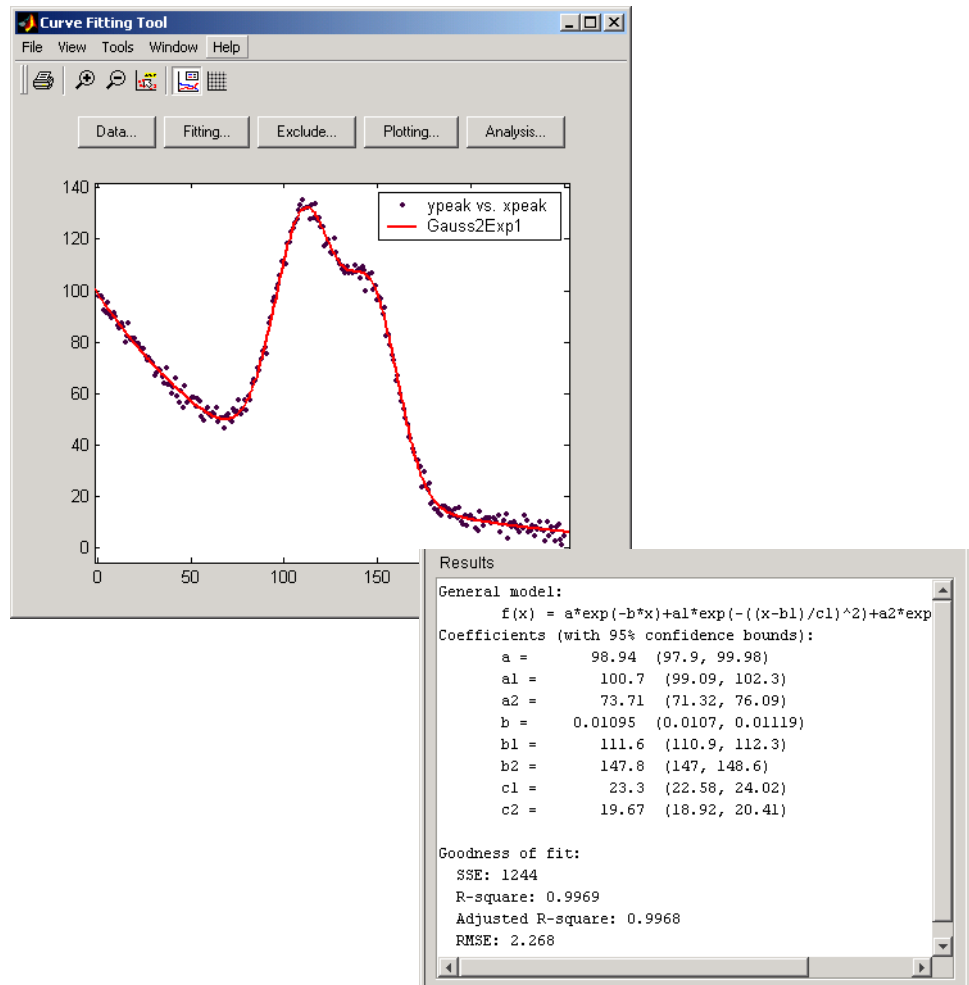 Curve Fitting Tool
File View Tools Window Help
Data... Fitting... Exclude... Plotting... Analysis...
140
120
100
80
60
40
20
0
0 50 100 150
ypeak vs. xpeak
Gauss2Exp1
Results
General model:
f(x) = a*exp(-b*x)+a1*exp(-((x-b1)/c1)^2)+a2*exp
Coefficients (with 95% confidence bounds):
a = 98.94 (97.9, 99.98)
a1 = 100.7 (99.09, 102.3)
a2 = 73.71 (71.32, 76.09)
b = 0.01095 (0.0107, 0.01119)
b1 = 111.6 (110.9, 112.3)
b2 = 147.8 (147, 148.6)
c1 = 23.3 (22.58, 24.02)
c2 = 19.67 (18.92, 20.41)
Goodness of fit:
SSE: 1244
R-square: 0.9969
Adjusted R-square: 0.9968
RMSE: 2.268